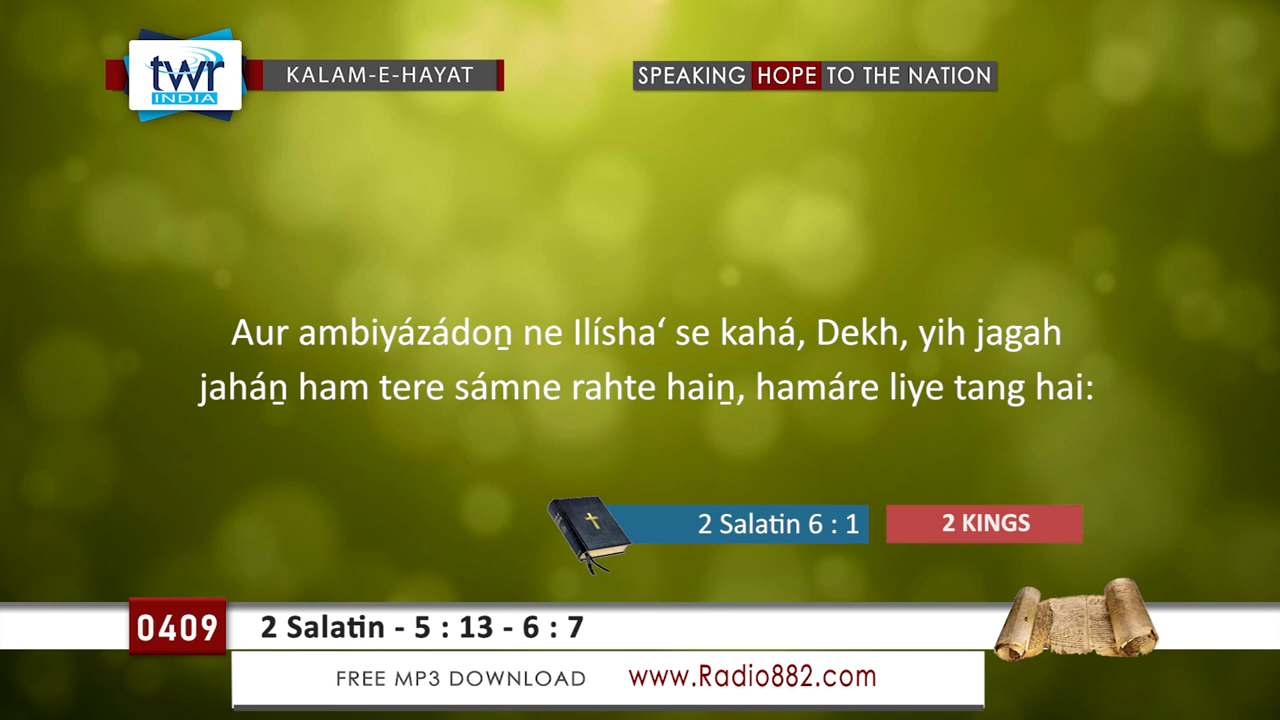 twr
INDIA
KALAM-E-HAYAT
SPEAKING HOPE TO THE NATION
Aur ambiyázádoṉ ne Ilísha‘ se kahá, Dekh, yih jagah
jaháṉ ham tere sámne rahte haiṉ, hamáre liye tang hai:
2 Salatin 6 : 1
2 KINGS
0409
2 Salatin - 5 : 13 - 6 : 7
FREE MP3 DOWNLOAD
www.Radio882.com